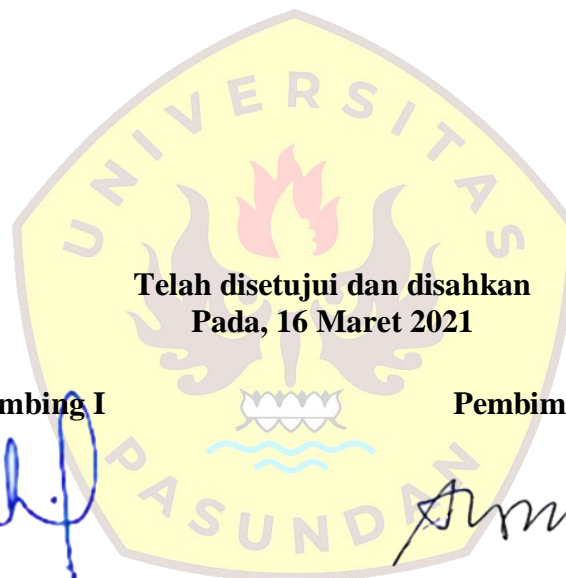 UNIVERSITAS
Telah disetujui dan disahkan
Pada, 16 Maret 2021
mbing I Pembim
PASUNDAN